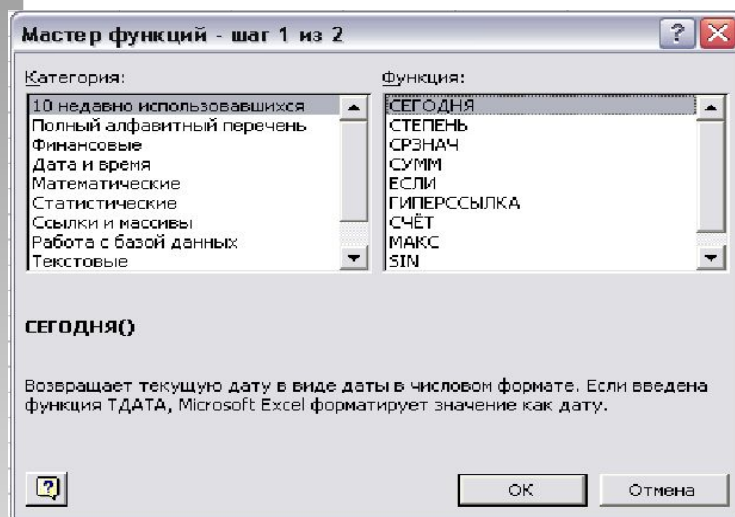 Мастер функций - шаг 1 из 2
Категория:
10 недавно использовавшихся
Полный алфавитный перечень
Финансовые
Дата и время
Математические
Статистические
Ссылки и массивы
Работа с базой данных
Текстовые
Функция:
СЕГОДНЯ
СТЕПЕНЬ
СРЗНАЧ
СУММ
ЕСЛИ
ГИПЕРССЫЛКА
СЧЁТ
МАКС
SIN
СЕГОДНЯ()
Возвращает текущую дату в виде даты в числовом формате. Если введена
функция ТДАТА, Microsoft Excel форматирует значение как дату.
ОК
Отмена